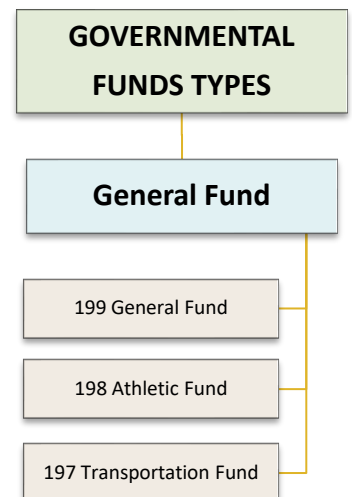 GOVERNMENTAL
FUNDS TYPES
General Fund
199 General Fund
198 Athletic Fund
197 Transportation Fund